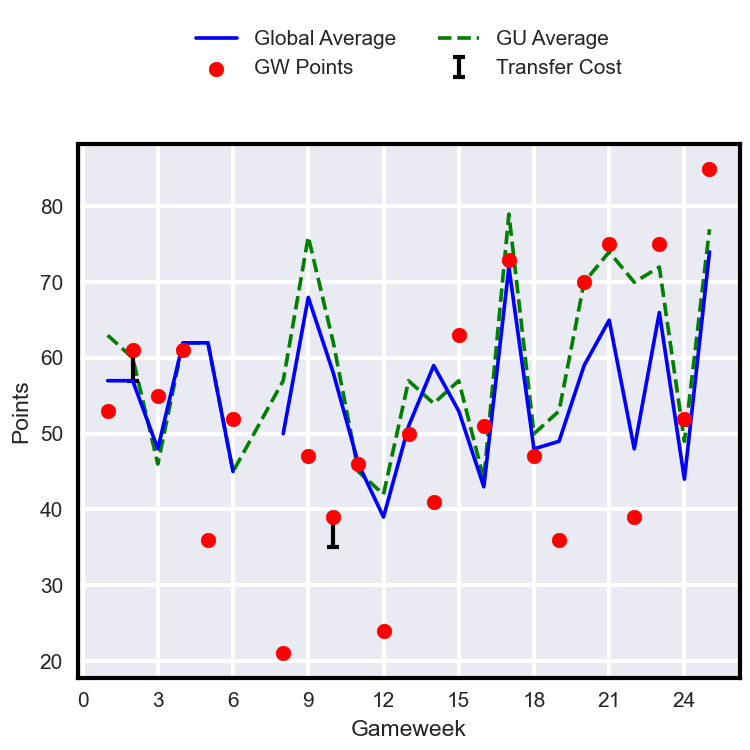 Global Average
GU Average
GW Points
Transfer Cost
80
70
60
50
40
30
20
Points
0 3 6 9 12 15 18 21 24
Gameweek